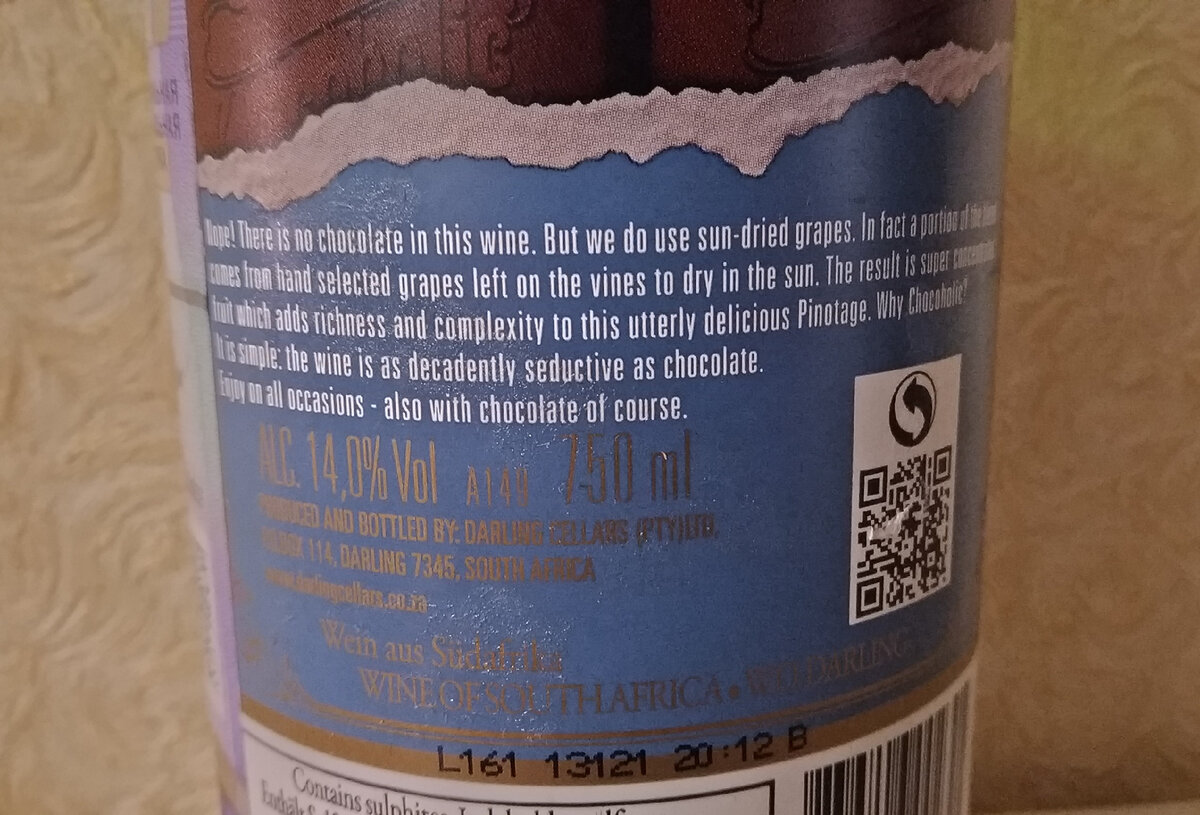 Nope! There is no chocolate in this wine. But we do use sun-dried grapes. In fact a portion of the
comes from hand selected grapes left on the vines to dry in the sun. The result is super
fruit which adds richness and complexity to this utterly delicious Pinotage. Why Chocoholic?
It is simple: the wine is as decadently seductive as chocolate.
Enjoy on all occasions - also with chocolate of course.
ALC. 14,0% Vol A14V 750 ml
PRODUCED AND BOTTLED BY: DARLING CELLARS (PTY)LTD.
114, DARLING 7345, SOUTH AFRICA
www.darlingcellars.co.za
Wein aus Südafrika
WINE OF SOUTH AFRICA • W.O. DARLING
L161 13121 20:12 B
Contains sulphites